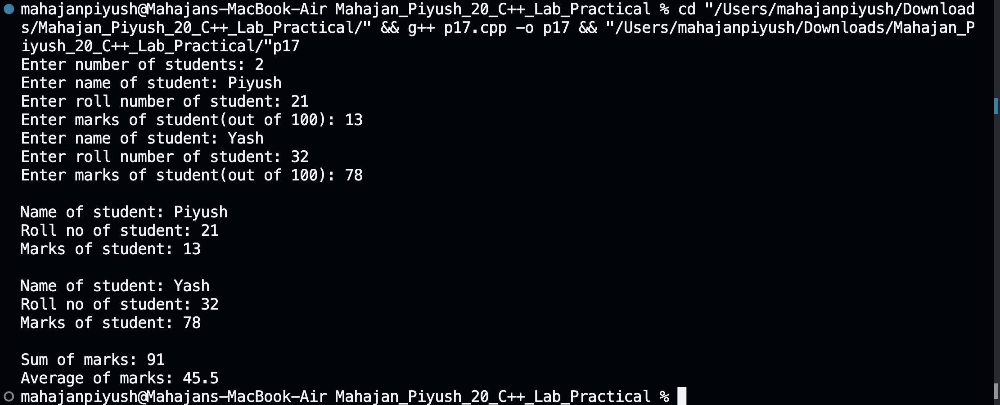 mahajanpiyush@Mahajans-MacBook-Air Mahajan_Piyush_20_C++_Lab_Practical % cd "/Users/mahajanpiyush/Download
s/Mahajan_Piyush_20_C++_Lab_Practical/" && g++ p17.cpp -o p17 && "/Users/mahajanpiyush/Downloads/Mahajan_P
iyush_20_C++_Lab_Practical/"p17
Enter number of students: 2
Enter name of student: Piyush
Enter roll number of student: 21
Enter marks of student(out of 100): 13
Enter name of student: Yash
Enter roll number of student: 32
Enter marks of student(out of 100): 78
Name of student: Piyush
Roll no of student: 21
Marks of student: 13
Name of student: Yash
Roll no of student: 32
Marks of student: 78
Sum of marks: 91
Average of marks: 45.5
mahajanpiyush@Mahajans-MacBook-Air Mahajan_Piyush_20_C++_Lab_Practical %